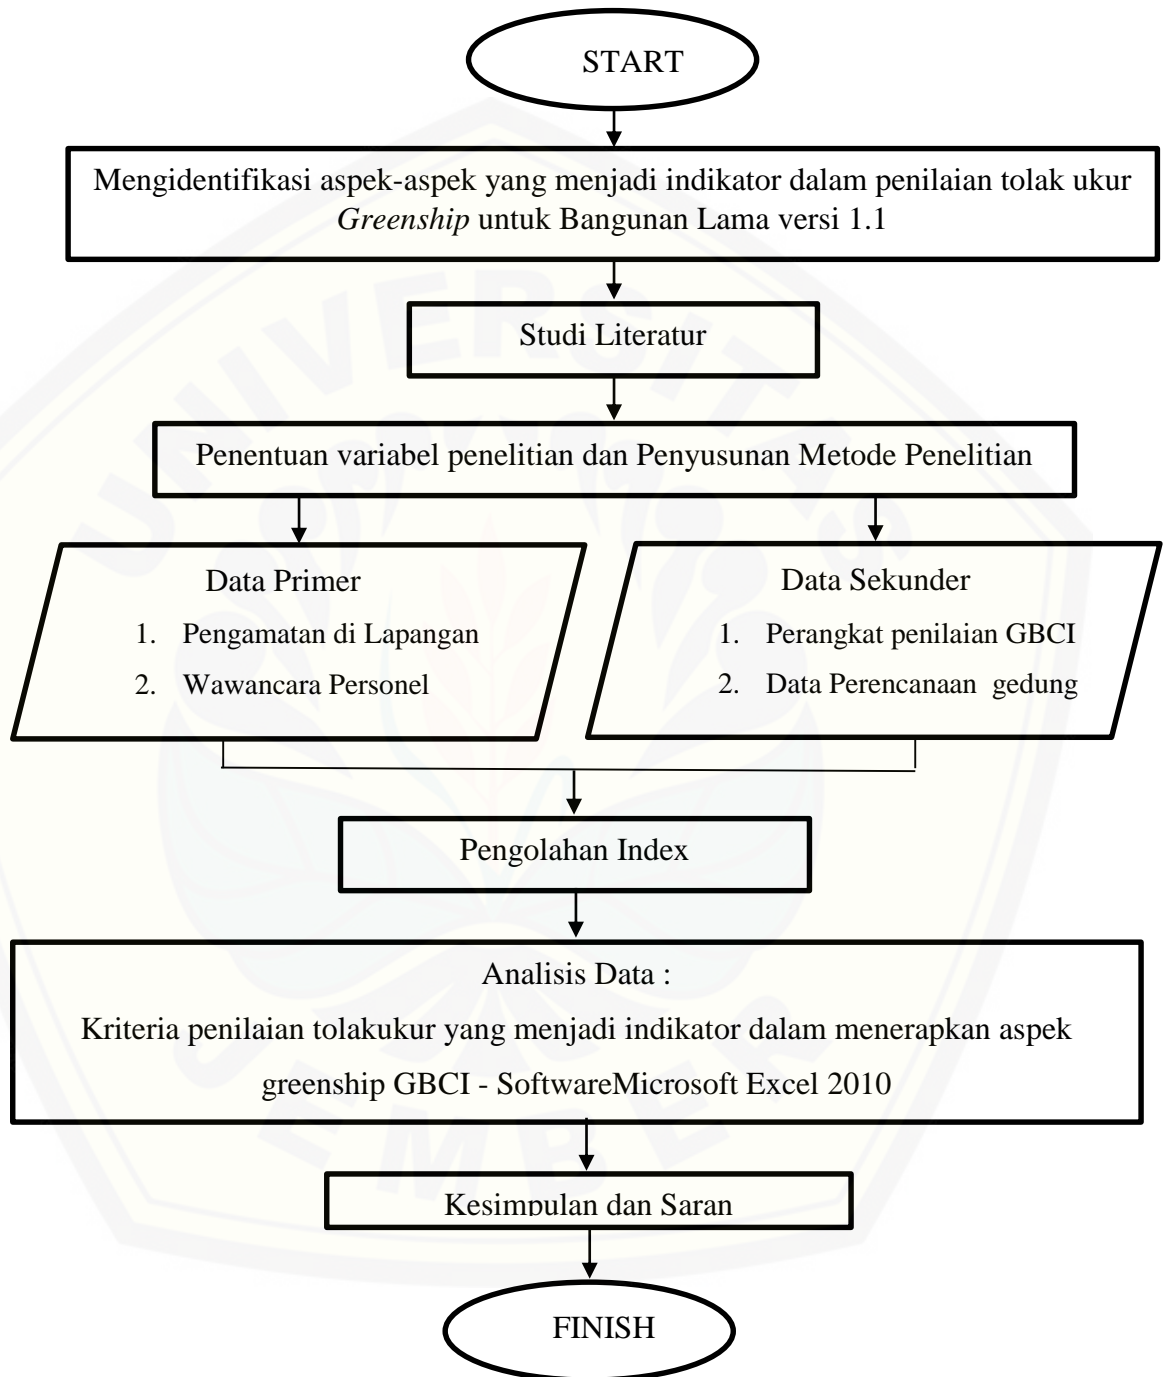 START
Mengidentifikasi aspek-aspek yang menjadi indikator dalam penilaian tolak ukur
Greenship untuk Bangunan Lama versi 1.1
Studi Literatur
Penentuan variabel penelitian dan Penyusunan Metode Penelitian
Data Primer
1. Pengamatan di Lapangan
2. Wawancara Personel
Data Sekunder
1. Perangkat penilaian GBCI
2. Data Perencanaan gedung
Pengolahan Index
Analisis Data :
Kriteria penilaian tolakukur yang menjadi indikator dalam menerapkan aspek
greenship GBCI - SoftwareMicrosoft Excel 2010
Kesimpulan dan Saran
FINISH
UNIVERSITAS
JEMBER